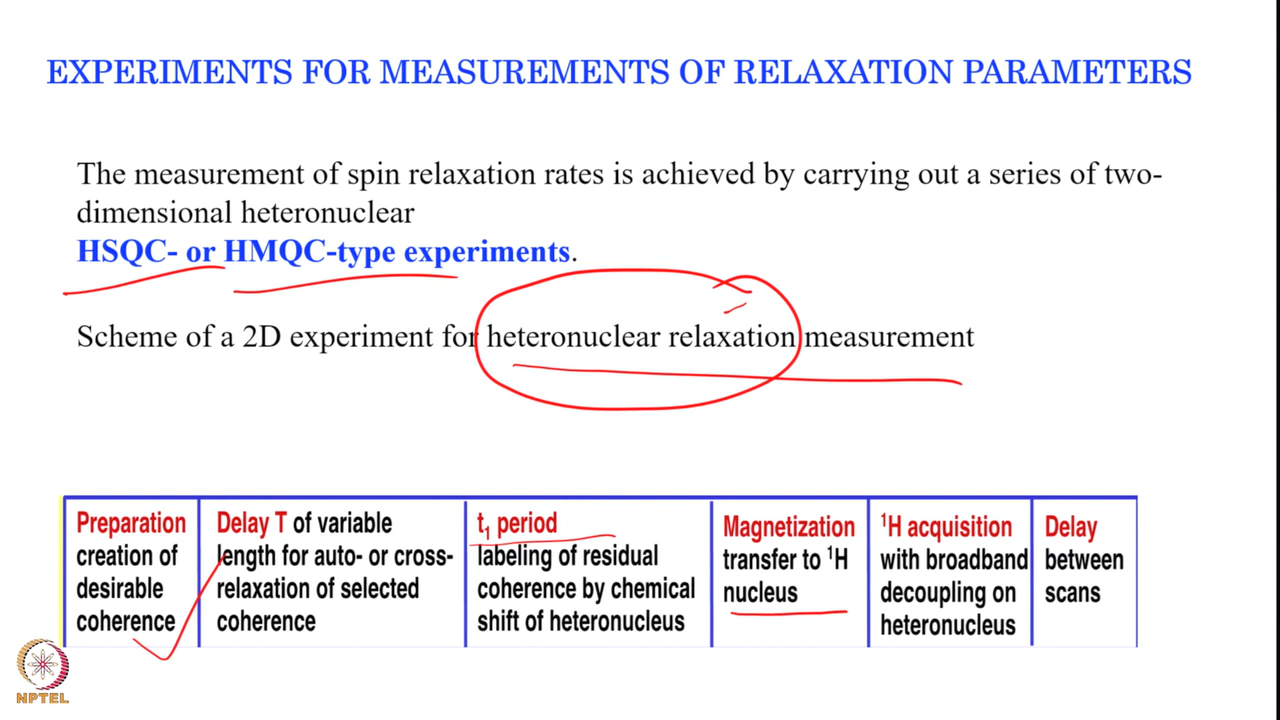 EXPERIMENTS FOR MEASUREMENTS OF RELAXATION PARAMETERS
The measurement of spin relaxation rates is achieved by carrying out a series of two-
dimensional heteronuclear
HSQC- or HMQC-type experiments.
Scheme of a 2D experiment for heteronuclear relaxation measurement
Preparation
creation of
desirable
coherence
Delay T of variable
length for auto- or cross-
relaxation of selected
coherence
t₁ period
labeling of residual
coherence by chemical
shift of heteronucleus
Magnetization
transfer to ¹H
nucleus
¹H acquisition
with broadband
decoupling on
heteronucleus
Delay
between
scans
NPTEL